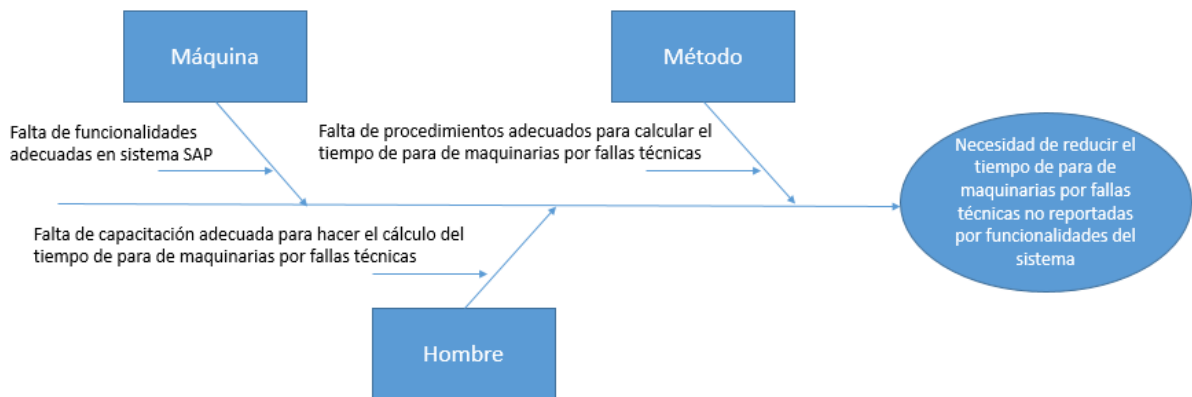 Máquina
Método
Falta de funcionalidades
adecuadas en sistema SAP
Falta de procedimientos adecuados para calcular el
tiempo de para de maquinarias por fallas técnicas
Necesidad de reducir el
tiempo de para de
maquinarias por fallas
técnicas no reportadas
por funcionalidades del
sistema
Falta de capacitación adecuada para hacer el cálculo del
tiempo de para de maquinarias por fallas técnicas
Hombre